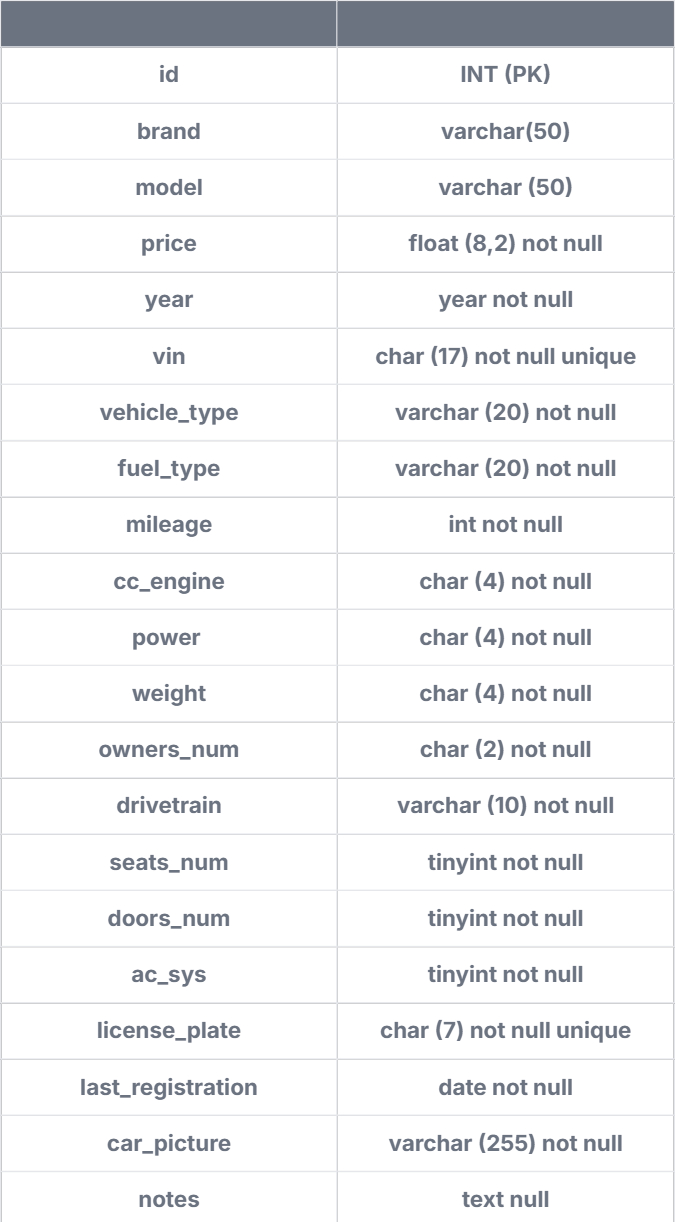 id INT (PK)
brand varchar(50)
model varchar (50)
price float (8,2) not null
year year not null
vin char (17) not null unique
vehicle_type varchar (20) not null
fuel_type varchar (20) not null
mileage int not null
cc_engine char (4) not null
power char (4) not null
weight char (4) not null
owners_num char (2) not null
drivetrain varchar (10) not null
seats_num tinyint not null
doors_num tinyint not null
ac_sys tinyint not null
license_plate char (7) not null unique
last_registration date not null
car_picture varchar (255) not null
notes text null